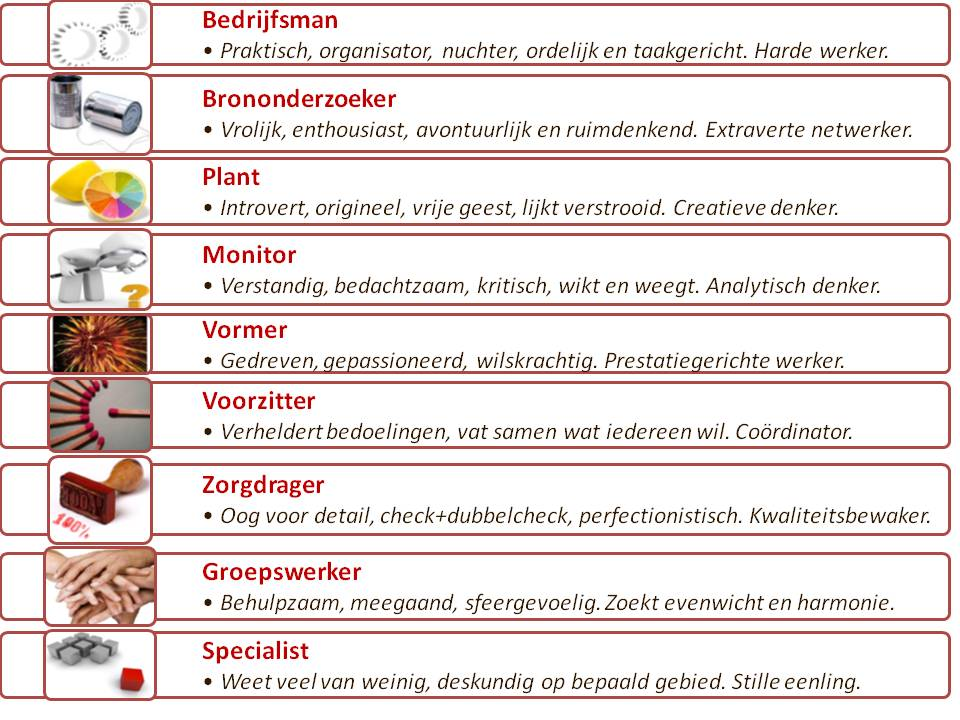 Bedrijfsman
• Praktisch, organisator, nuchter, ordelijk en taakgericht. Harde werker.
Brononderzoeker
• Vrolijk, enthousiast, avontuurlijk en ruimdenkend. Extraverte netwerker.
Plant
• Introvert, origineel, vrije geest, lijkt verstrooid. Creatieve denker.
Monitor
• Verstandig, bedachtzaam, kritisch, wikt en weegt. Analytisch denker.
?
Vormer
• Gedreven, gepassioneerd, wilskrachtig. Prestatiegerichte werker.
Voorzitter
• Verheldert bedoelingen, vat samen wat iedereen wil. Coördinator.
Zorgdrager
• Oog voor detail, check+dubbelcheck, perfectionistisch. Kwaliteitsbewaker.
100%
Groepswerker
• Behulpzaam, meegaand, sfeergevoelig. Zoekt evenwicht en harmonie.
Specialist
• Weet veel van weinig, deskundig op bepaald gebied. Stille eenling.